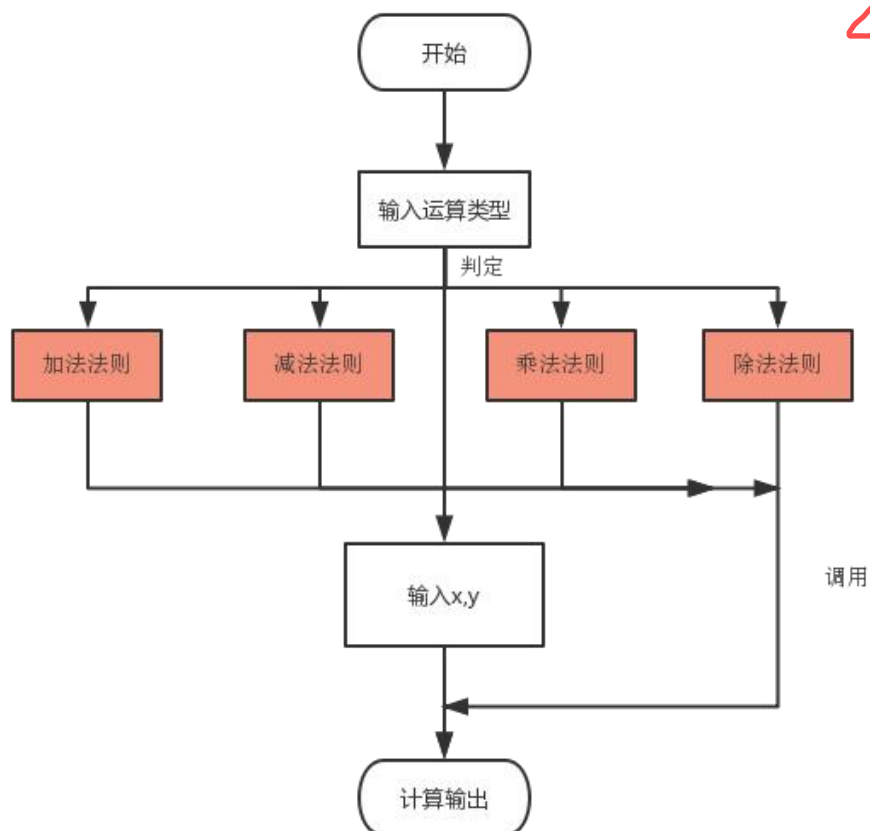 开始
输入运算类型
判定
加法法则
减法法则
乘法法则
除法法则
输入x,y
调用
计算输出